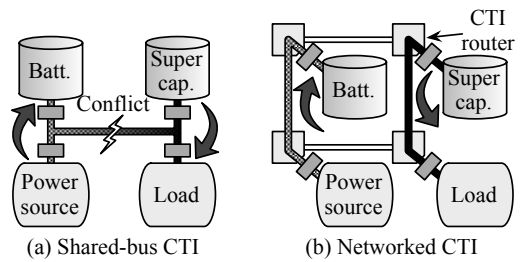 Batt.
Super
cap.
Conflict
Power
source
Load
(a) Shared-bus CTI
CTI
router
Batt.
Super
cap.
Power
source
Load
(b) Networked CTI